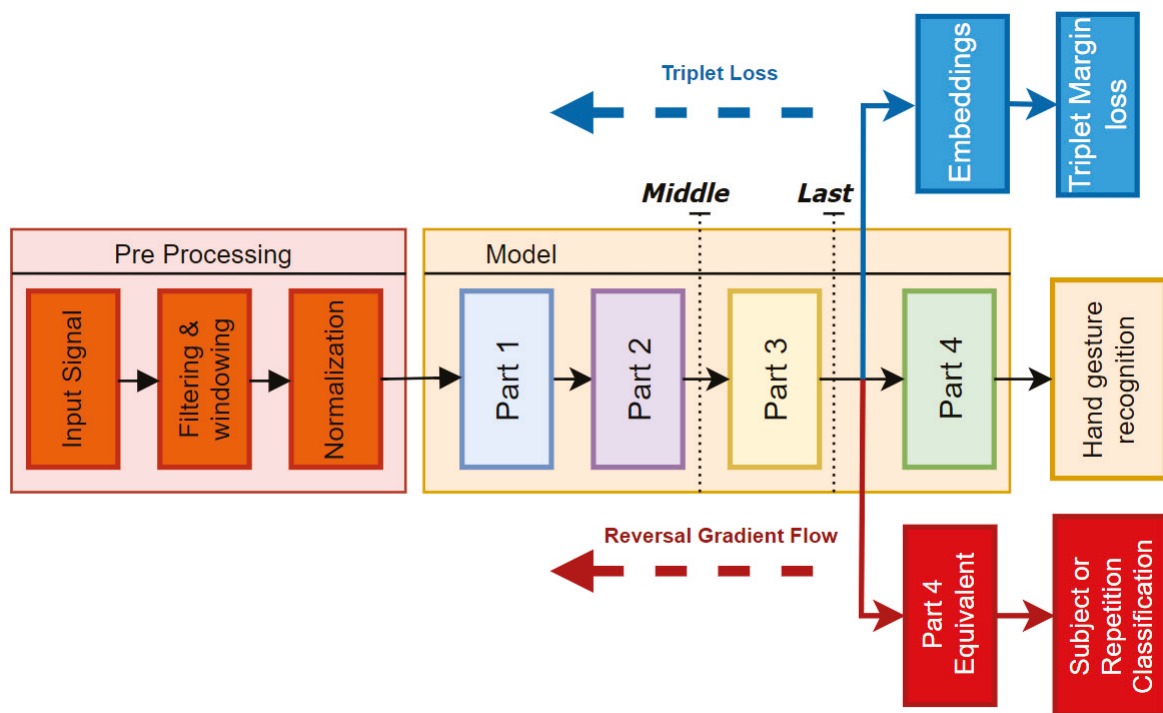 Triplet Loss
Embeddings
Triplet Margin
loss
Middle
Last
Pre Processing
Model
Input Signal
Filtering &
windowing
Normalization
Part 1
Part 2
Part 3
Part 4
Hand gesture
recognition
Reversal Gradient Flow
Part 4
Equivalent
Subject or
Repetition
Classification